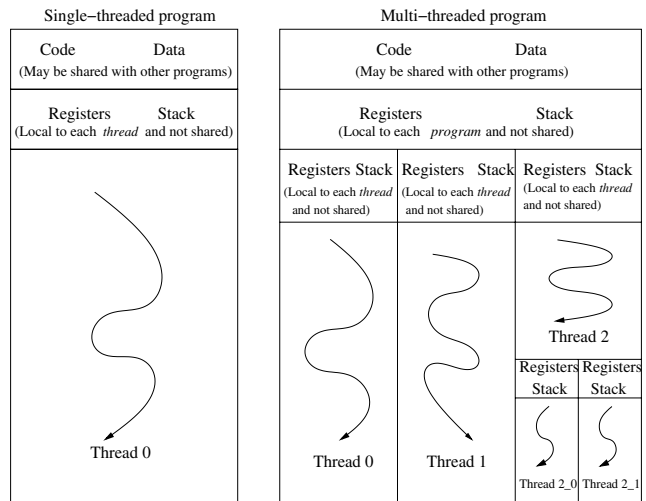 Single-threaded program
Code Data
(May be shared with other programs)
Registers Stack
(Local to each thread and not shared)
Thread 0
Multi-threaded program
Code Data
(May be shared with other programs)
Registers Stack
(Local to each program and not shared)
Registers Stack
(Local to each thread
and not shared)
Thread 0
Registers Stack
(Local to each thread
and not shared)
Thread 1
Registers Stack
(Local to each thread
and not shared)
Thread 2
Registers
Stack
Thread 2_0
Registers
Stack
Thread 2_1